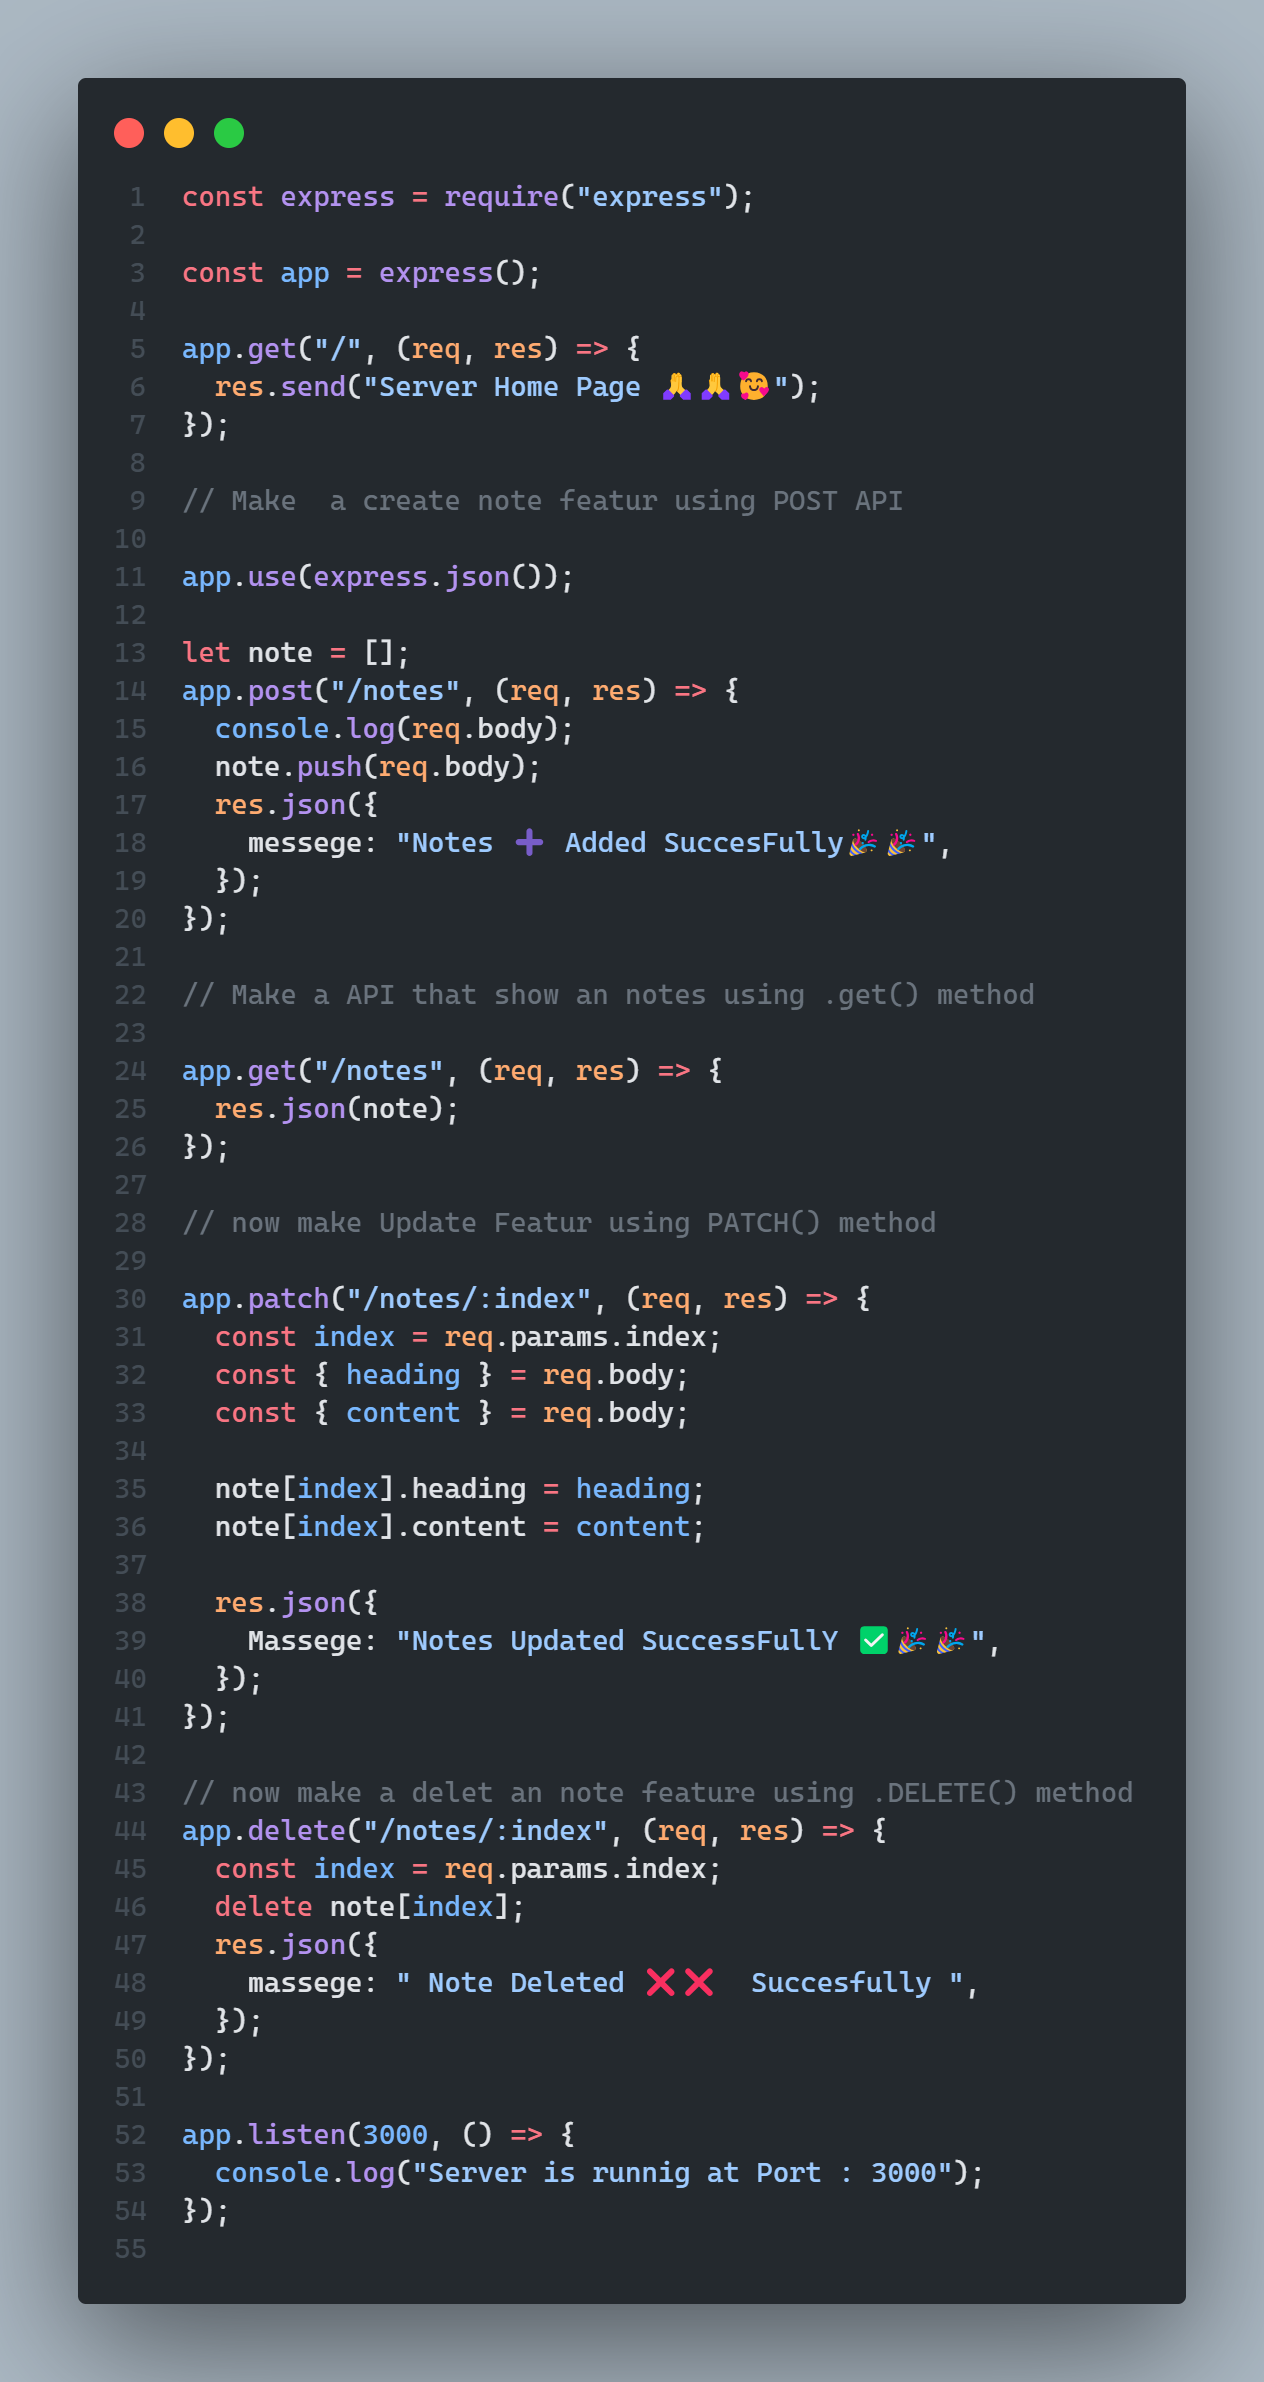 1 const express = require("express");
2
3 const app = express();
4
5 app.get("/", (req, res) => {
6   res.send("Server Home Page 🙏🙏🥰");
7 });
8
9 // Make  a create note featur using POST API
10
11 app.use(express.json());
12
13 let note = [];
14 app.post("/notes", (req, res) => {
15   console.log(req.body);
16   note.push(req.body);
17   res.json({
18     messege: "Notes ➕ Added SuccesFully🎉🎉",
19   });
20 });
21
22 // Make a API that show an notes using .get() method
23
24 app.get("/notes", (req, res) => {
25   res.json(note);
26 });
27
28 // now make Update Featur using PATCH() method
29
30 app.patch("/notes/:index", (req, res) => {
31   const index = req.params.index;
32   const { heading } = req.body;
33   const { content } = req.body;
34
35   note[index].heading = heading;
36   note[index].content = content;
37
38   res.json({
39     Massege: "Notes Updated SuccessFullY ✅🎉🎉",
40   });
41 });
42
43 // now make a delet an note feature using .DELETE() method
44 app.delete("/notes/:index", (req, res) => {
45   const index = req.params.index;
46   delete note[index];
47   res.json({
48     massege: " Note Deleted ❌❌  Succesfully ",
49   });
50 });
51
52 app.listen(3000, () => {
53   console.log("Server is runnig at Port : 3000");
54 });
55